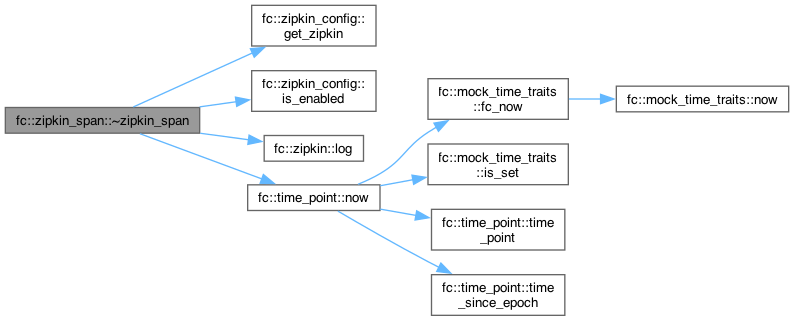 fc::zipkin_config::
get_zipkin
fc::zipkin_config::
is_enabled
fc::zipkin_span::~zipkin_span
fc::zipkin::log
fc::time_point::now
fc::mock_time_traits
::fc_now
fc::mock_time_traits::now
fc::mock_time_traits
::is_set
fc::time_point::time
_point
fc::time_point::time
_since_epoch